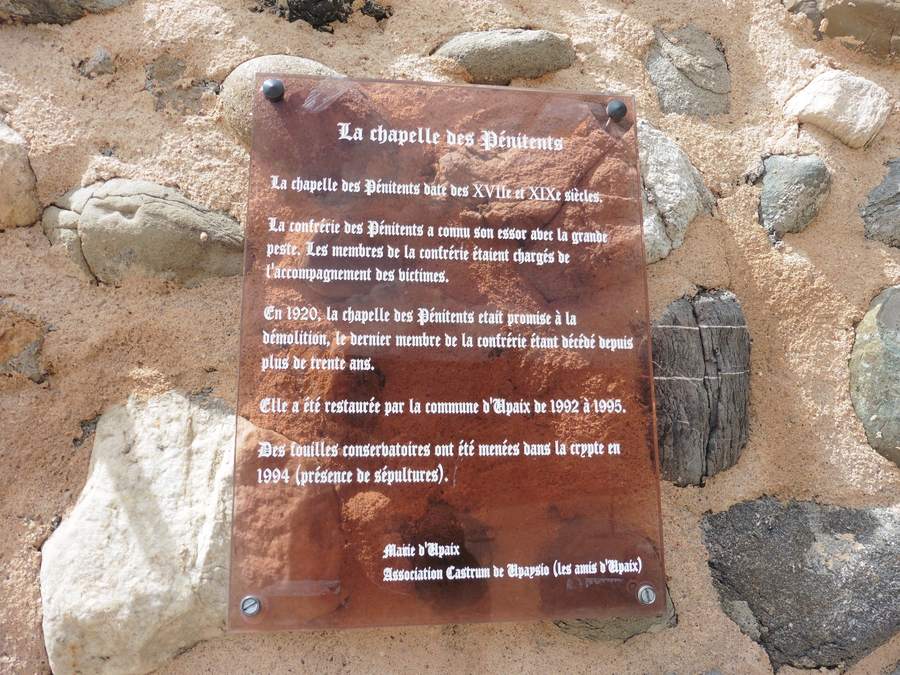 La chapelle des Pénitents
La chapelle des Pénitents date des XVIIe et XIXe siècles.
La confrérie des Pénitents a connu son essor avec la grande
peste. Les membres de la confrérie étaient chargés de
l'accompagnement des victimes.
En 1920, la chapelle des Pénitents etait promise à la
démolition, le dernier membre de la confrérie étant décédé depuis
plus de trente ans.
Elle a été restaurée par la commune d'Upaix de 1992 à 1995.
Des fouilles conservatoires ont été menées dans la crypte en
1994 (présence de sépultures).
Mairie d'Upaix
Association Castrum de Upaysio (les amis d'Upaix)